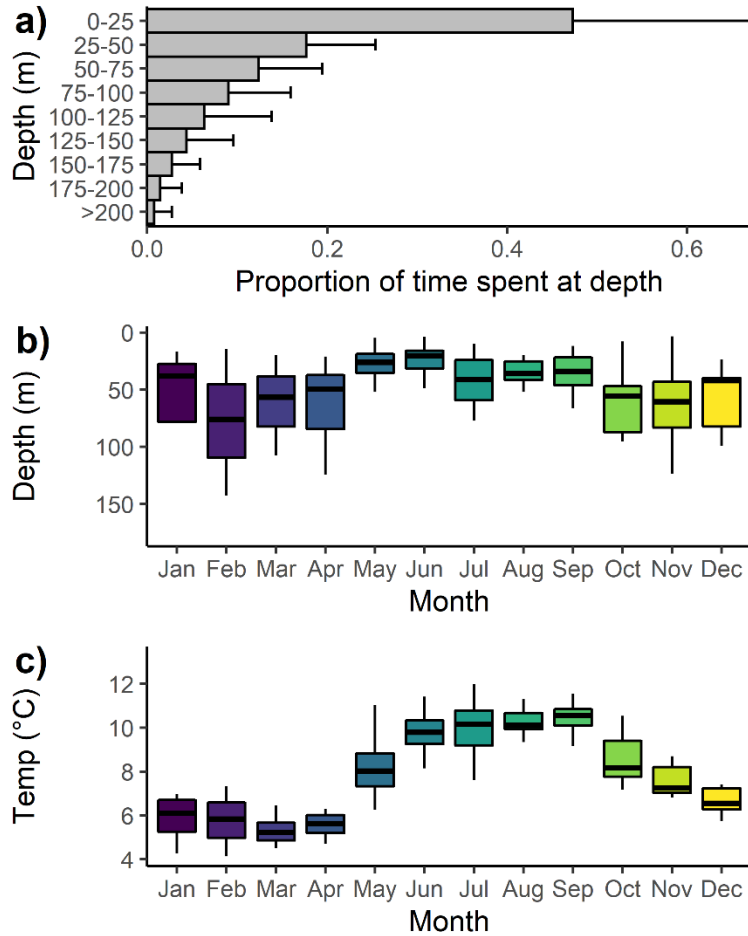 a)
Depth (m)
0-25
25-50
50-75
75-100
100-125
125-150
150-175
175-200
>200
0.0 0.2 0.4 0.6
Proportion of time spent at depth
b)
Depth (m)
0
50
100
150
Jan Feb Mar Apr May Jun Jul Aug Sep Oct Nov Dec
Month
c)
Temp (°C)
12
10
8
6
4
Jan Feb Mar Apr May Jun Jul Aug Sep Oct Nov Dec
Month